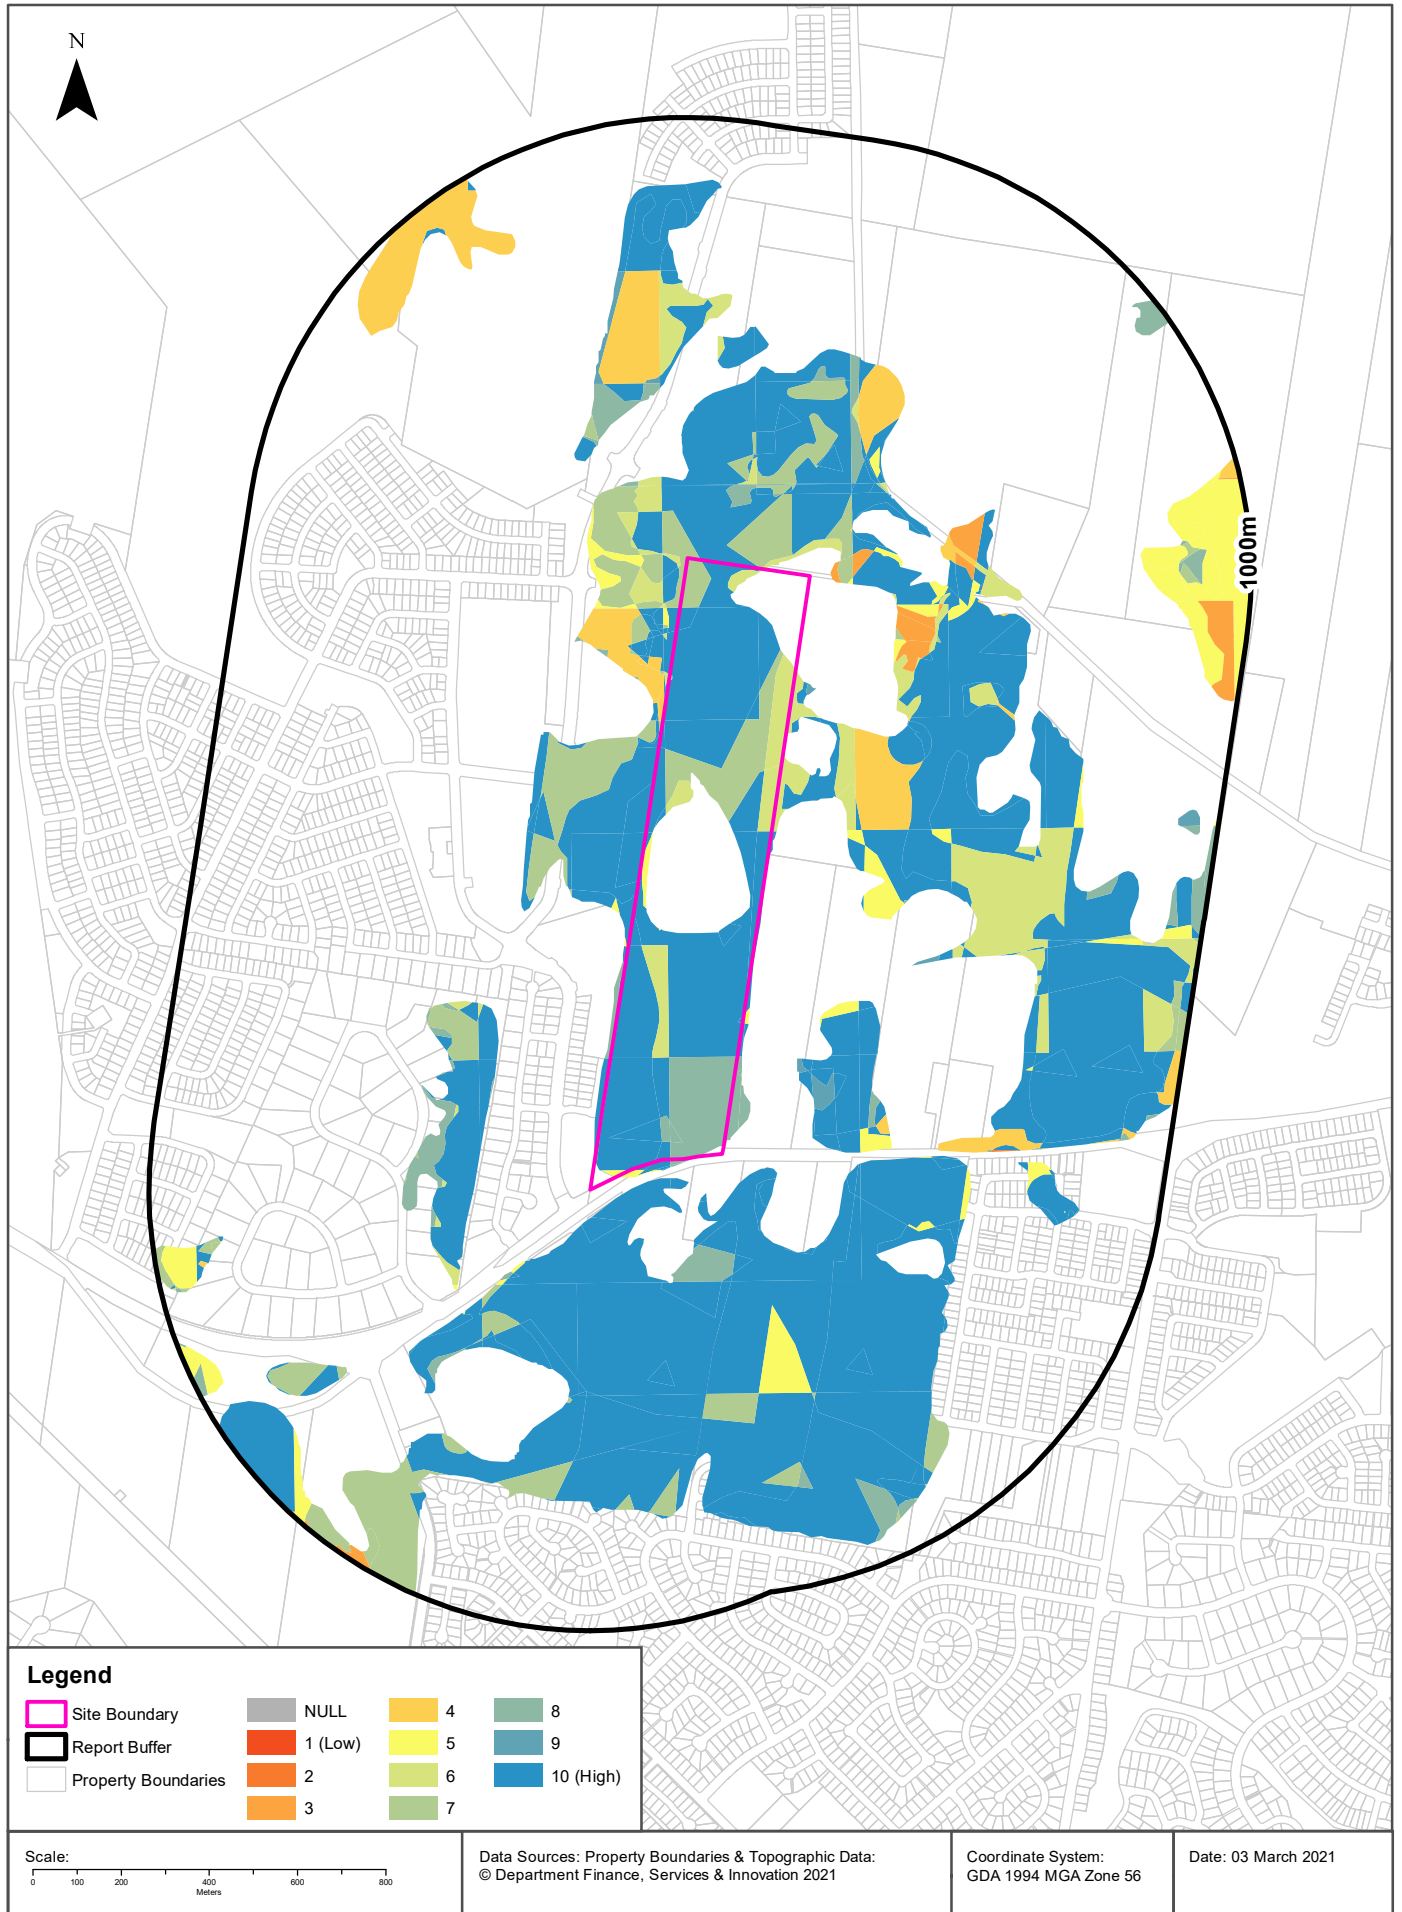 N
1000m
Legend
Site Boundary
Report Buffer
Property Boundaries
NULL
1 (Low)
2
3
4
5
6
7
8
9
10 (High)
Scale:
0 100 200 400 600 800
Meters
Data Sources: Property Boundaries & Topographic Data:
© Department Finance, Services & Innovation 2021
Coordinate System:
GDA 1994 MGA Zone 56
Date: 03 March 2021